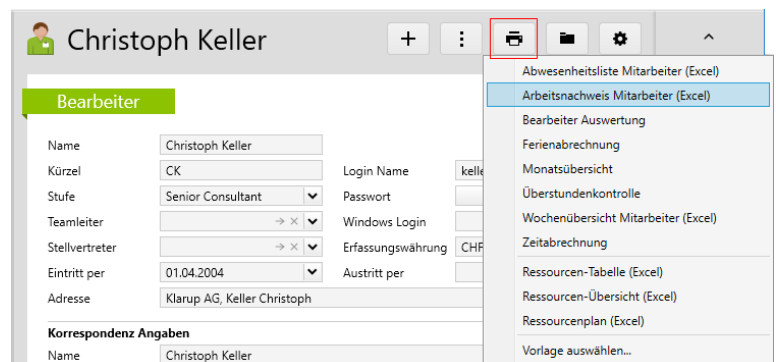 Christoph Keller
Bearbeiter
Name Christoph Keller
Kürzel CK Login Name
Stufe Senior Consultant Passwort
Teamleiter Windows Login
Stellvertreter Erfassungswährung CHF
Eintritt per 01.04.2004 Austritt per
Adresse Klarup AG, Keller Christoph
Korrespondenz Angaben
Name Christoph Keller
Abwesenheitsliste Mitarbeiter (Excel)
Arbeitsnachweis Mitarbeiter (Excel)
Bearbeiter Auswertung
Ferienabrechnung
Monatsübersicht
Überstundenkontrolle
Wochenübersicht Mitarbeiter (Excel)
Zeitabrechnung
Ressourcen-Tabelle (Excel)
Ressourcen-Übersicht (Excel)
Ressourcenplan (Excel)
Vorlage auswählen...